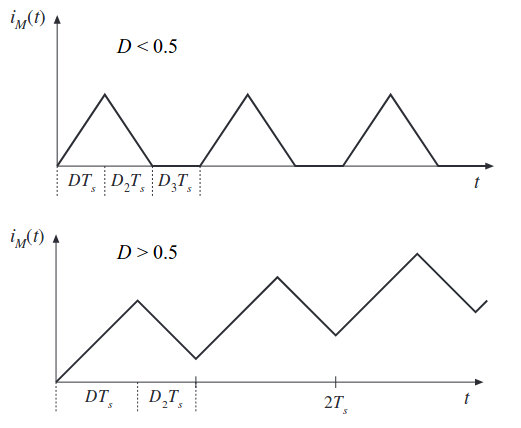 i_M(t)
D < 0.5
DT_s D_2T_s D_3T_s
t
i_M(t)
D > 0.5
DT_s D_2T_s
2T_s
t